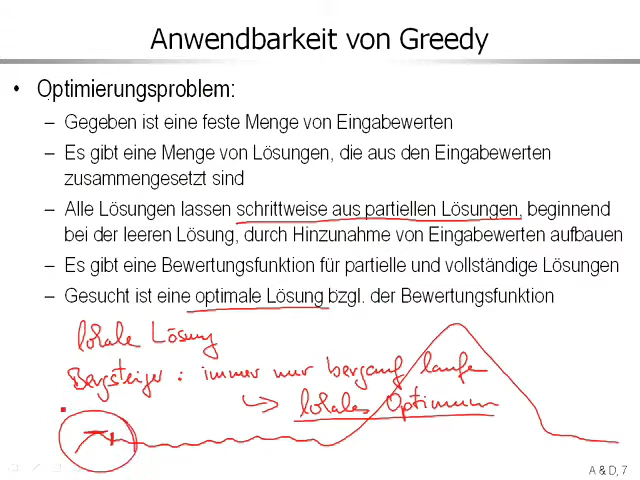 Anwendbarkeit von Greedy
• Optimierungsproblem:
– Gegeben ist eine feste Menge von Eingabewerten
– Es gibt eine Menge von Lösungen, die aus den Eingabewerten
zusammengesetzt sind
– Alle Lösungen lassen schrittweise aus partiellen Lösungen, beginnend
bei der leeren Lösung, durch Hinzunahme von Eingabewerten aufbauen
– Es gibt eine Bewertungsfunktion für partielle und vollständige Lösungen
– Gesucht ist eine optimale Lösung bzgl. der Bewertungsfunktion
lokale Lösung
Bergsteiger: immer nur bergauf laufe
lokales Optimum
A & D, 7